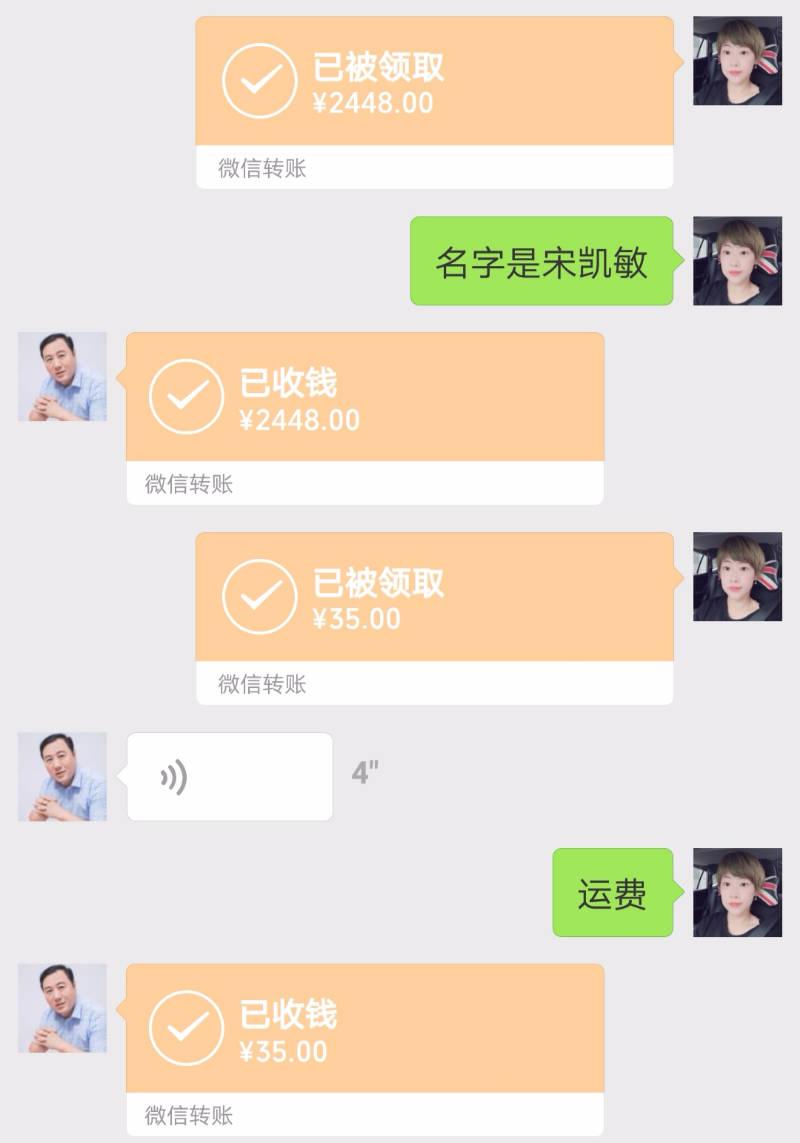 已被领取
¥2448.00
微信转账
名字是宋凯敏
已收钱
¥2448.00
微信转账
已被领取
¥35.00
微信转账
4"
运费
已收钱
¥35.00
微信转账